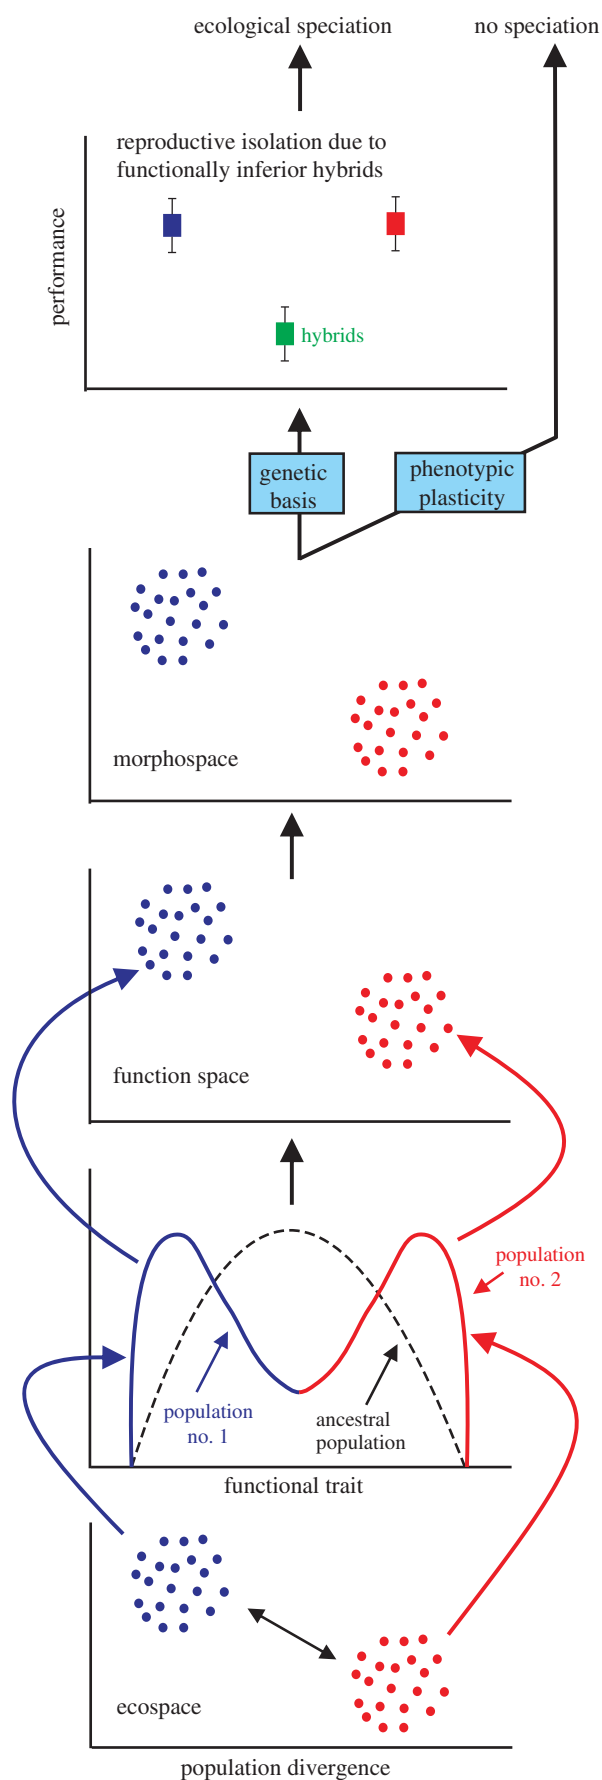 ecological speciation
no speciation
reproductive isolation due to
functionally inferior hybrids
performance
hybrids
genetic
basis
phenotypic
plasticity
morphospace
function space
population
no. 2
population
no. 1
ancestral
population
functional trait
ecospace
population divergence